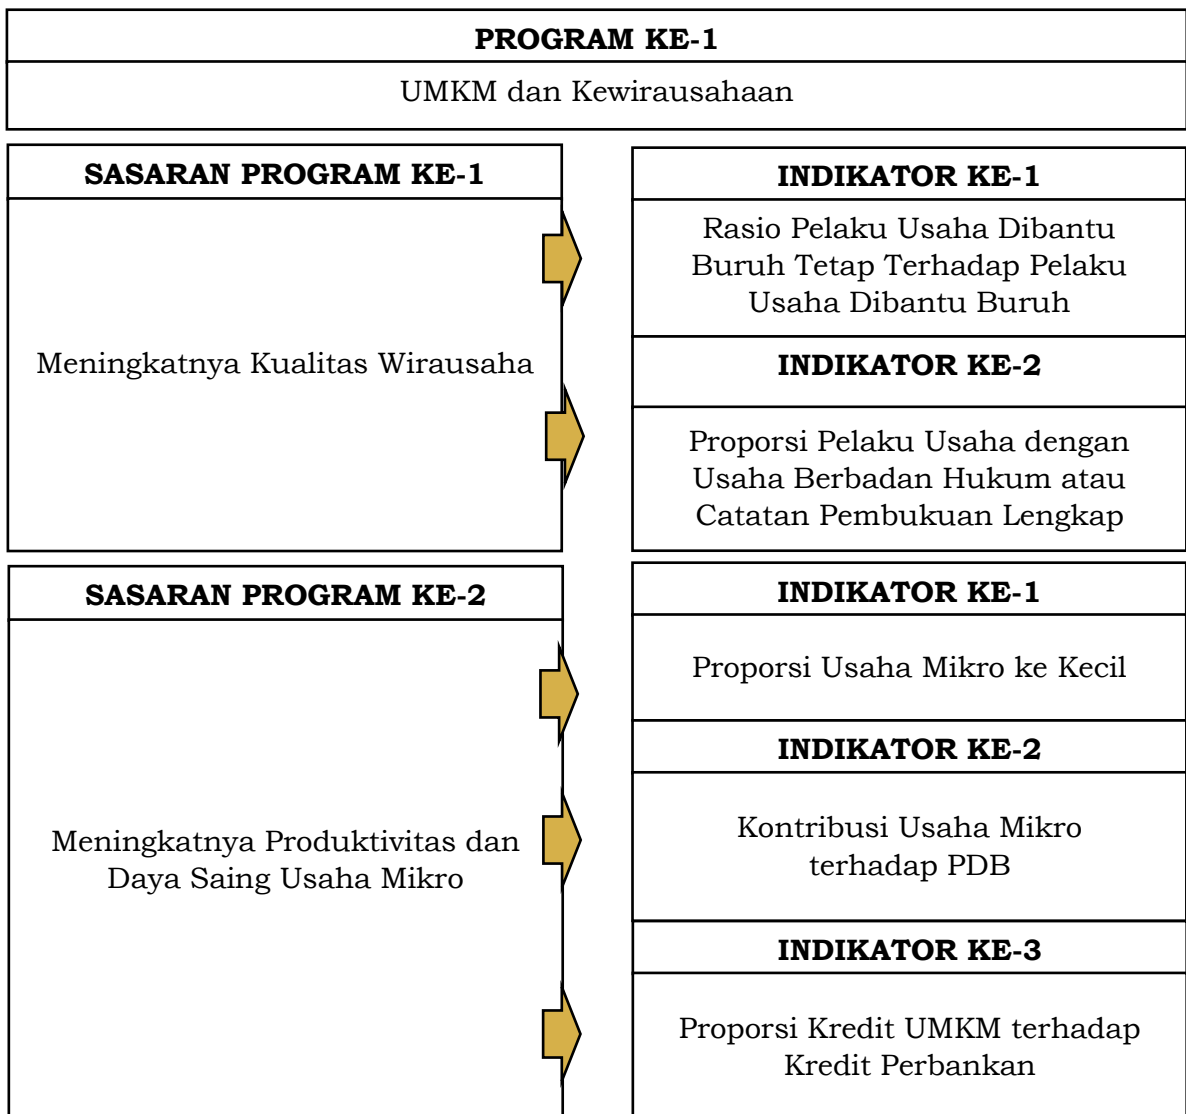 PROGRAM KE-1
UMKM dan Kewirausahaan
SASARAN PROGRAM KE-1
Meningkatnya Kualitas Wirausaha
INDIKATOR KE-1
Rasio Pelaku Usaha Dibantu
Buruh Tetap Terhadap Pelaku
Usaha Dibantu Buruh
INDIKATOR KE-2
Proporsi Pelaku Usaha dengan
Usaha Berbadan Hukum atau
Catatan Pembukuan Lengkap
SASARAN PROGRAM KE-2
Meningkatnya Produktivitas dan
Daya Saing Usaha Mikro
INDIKATOR KE-1
Proporsi Usaha Mikro ke Kecil
INDIKATOR KE-2
Kontribusi Usaha Mikro
terhadap PDB
INDIKATOR KE-3
Proporsi Kredit UMKM terhadap
Kredit Perbankan